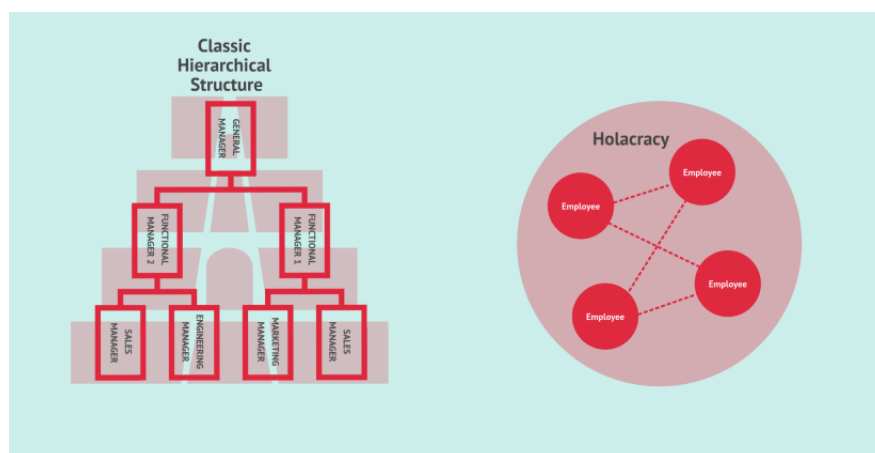 Classic
Hierarchical
Structure
GENERAL
MANAGER
FUNCTIONAL
MANAGER 2
FUNCTIONAL
MANAGER 1
SALES
MANAGER
ENGINEERING
MANAGER
MARKETING
MANAGER
SALES
MANAGER
Holacracy
Employee
Employee
Employee
Employee